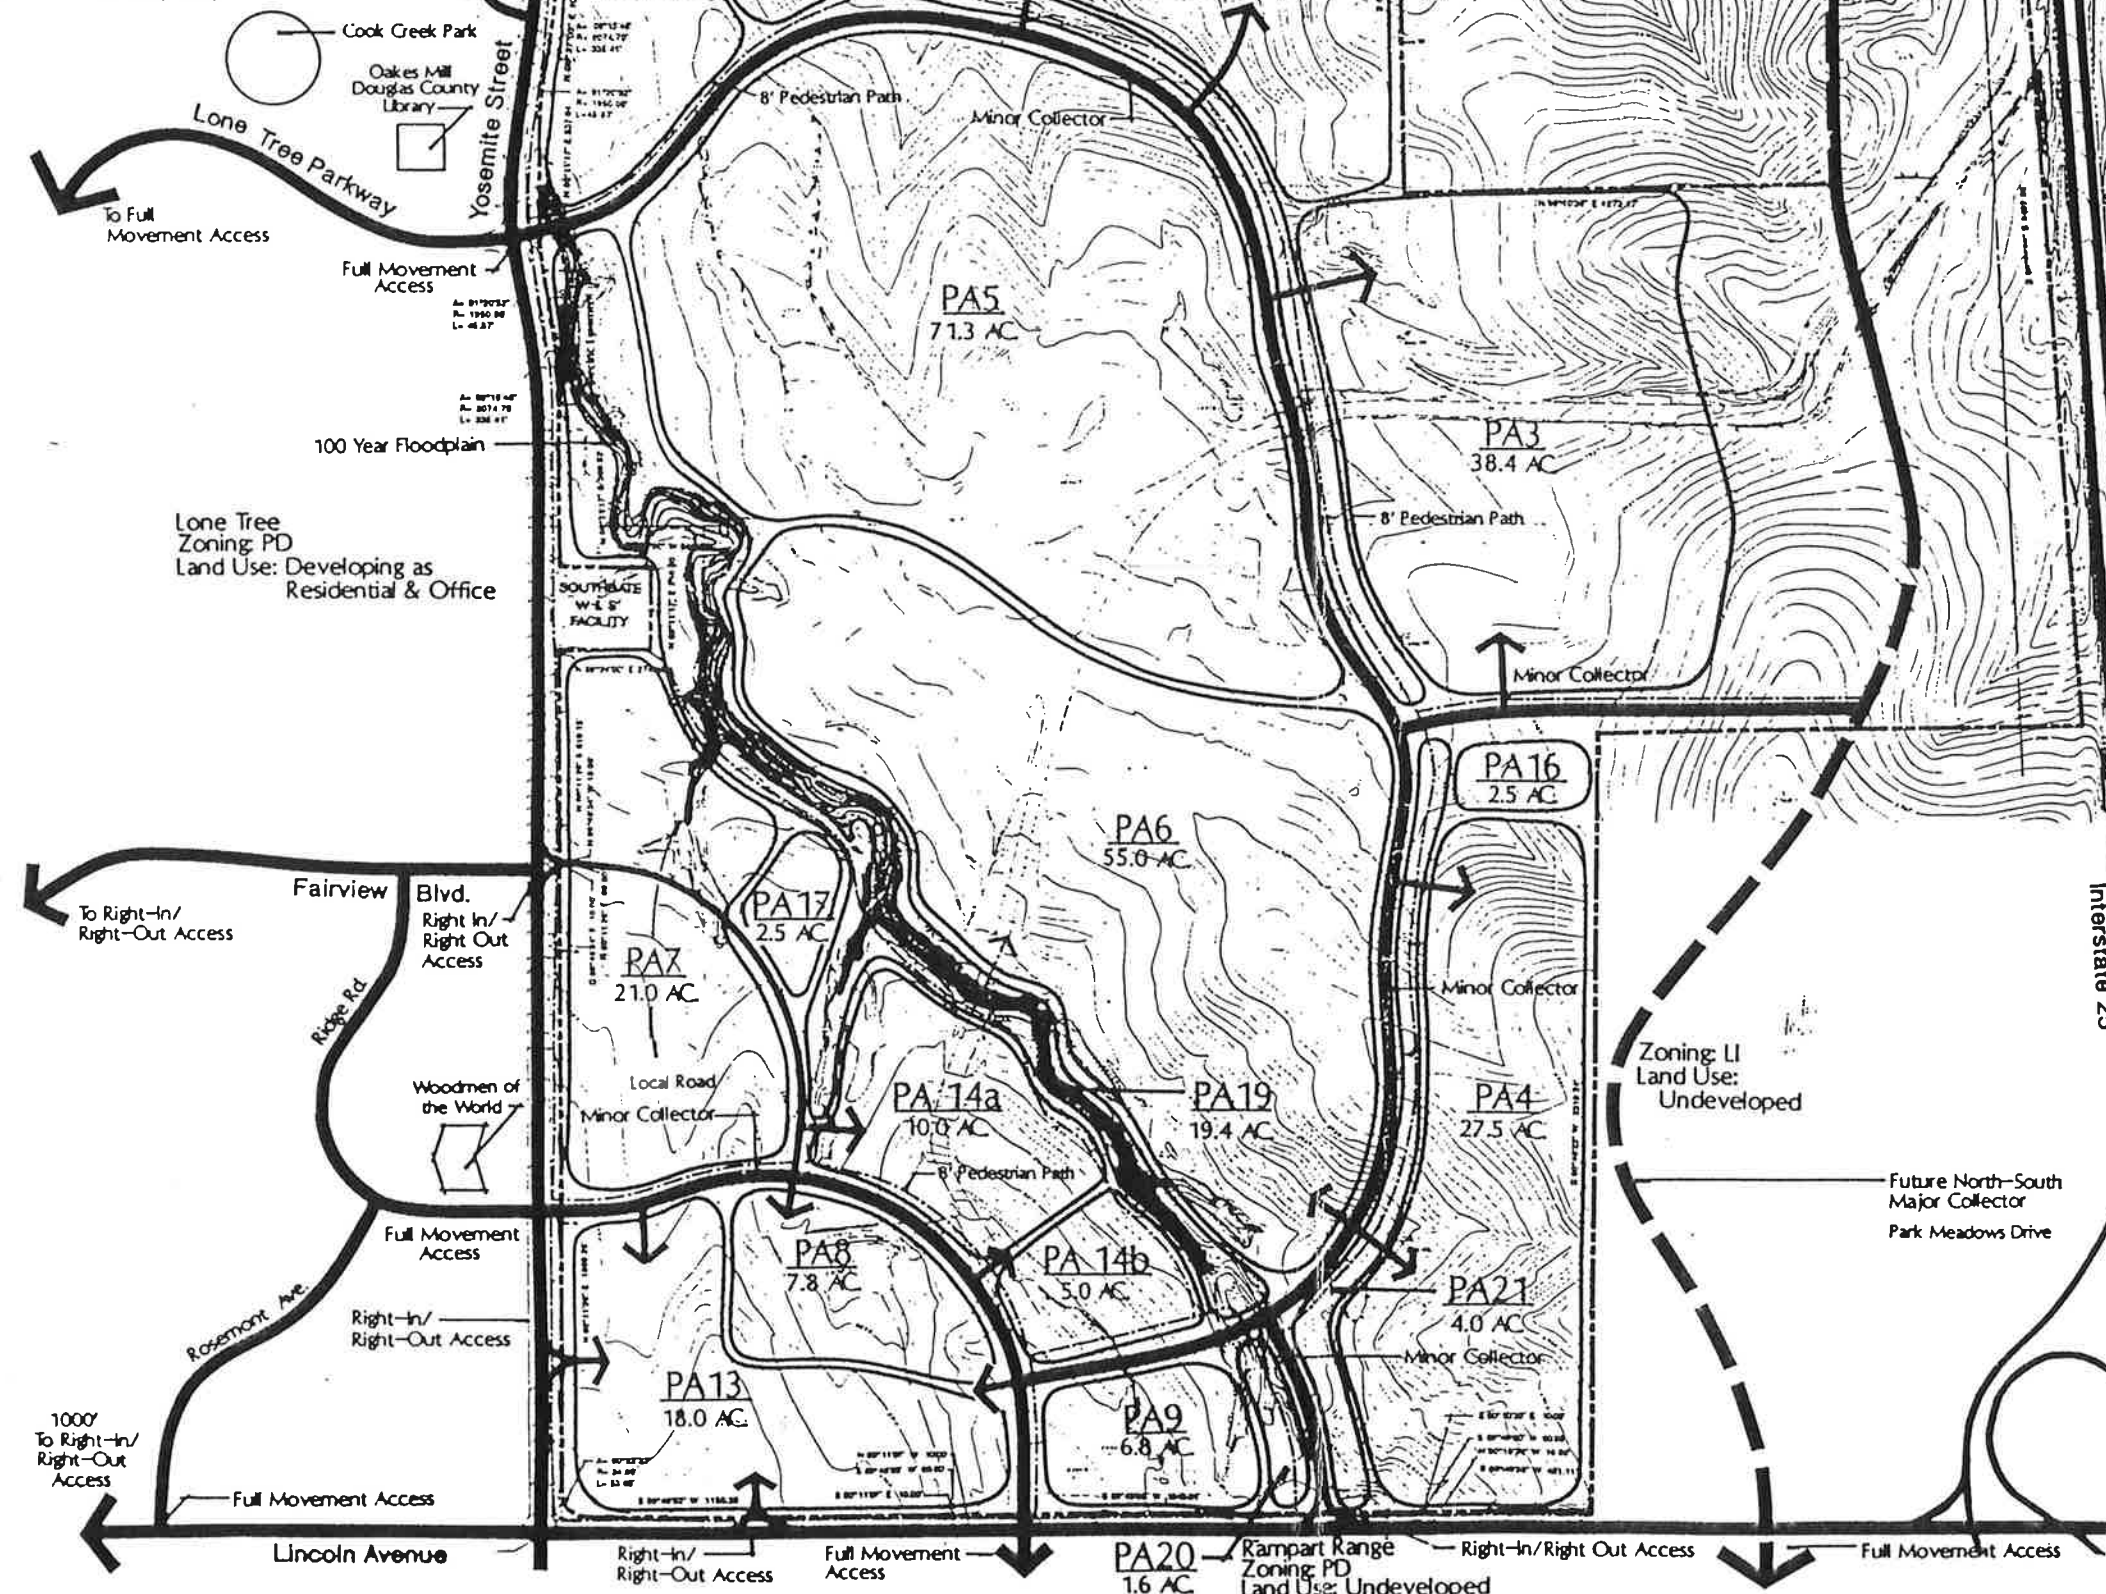 Cook Creek Park
Oakes Mill
Douglas County
Library
Yosemite Street
Lone Tree Parkway
To Full
Movement Access
8' Pedestrian Path
Minor Collector
Full Movement
Access
PA5
71.3 AC.
100 Year Floodplain
PA3
38.4 AC.
8' Pedestrian Path
Lone Tree
Zoning: PD
Land Use: Developing as
Residential & Office
SOUTHGATE
W & S
FACILITY
Minor Collector
PA16
2.5 AC.
PA6
55.0 AC.
Fairview Blvd.
To Right-In/
Right-Out Access
Right In/
Right Out
Access
PA17
2.5 AC.
PA7
21.0 AC.
Minor Collector
Interstate 25
Ridge Rd.
Zoning: LI
Land Use:
Undeveloped
Woodmen of
the World
Local Road
Minor Collector
PA 14a
10.0 AC.
PA19
19.4 AC.
PA4
27.5 AC.
8' Pedestrian Path
Future North-South
Major Collector
Park Meadows Drive
Full Movement
Access
PA8
7.8 AC.
PA 14b
5.0 AC.
PA21
4.0 AC.
Rosemont Ave.
Right-In/
Right-Out Access
Minor Collector
PA13
18.0 AC.
PA9
6.8 AC.
1000'
To Right-In/
Right-Out
Access
Full Movement Access
Lincoln Avenue
Right-In/
Right-Out Access
Full Movement
Access
PA20
1.6 AC.
Rampart Range
Zoning: PD
Land Use: Undeveloped
Right-In/Right Out Access
Full Movement Access